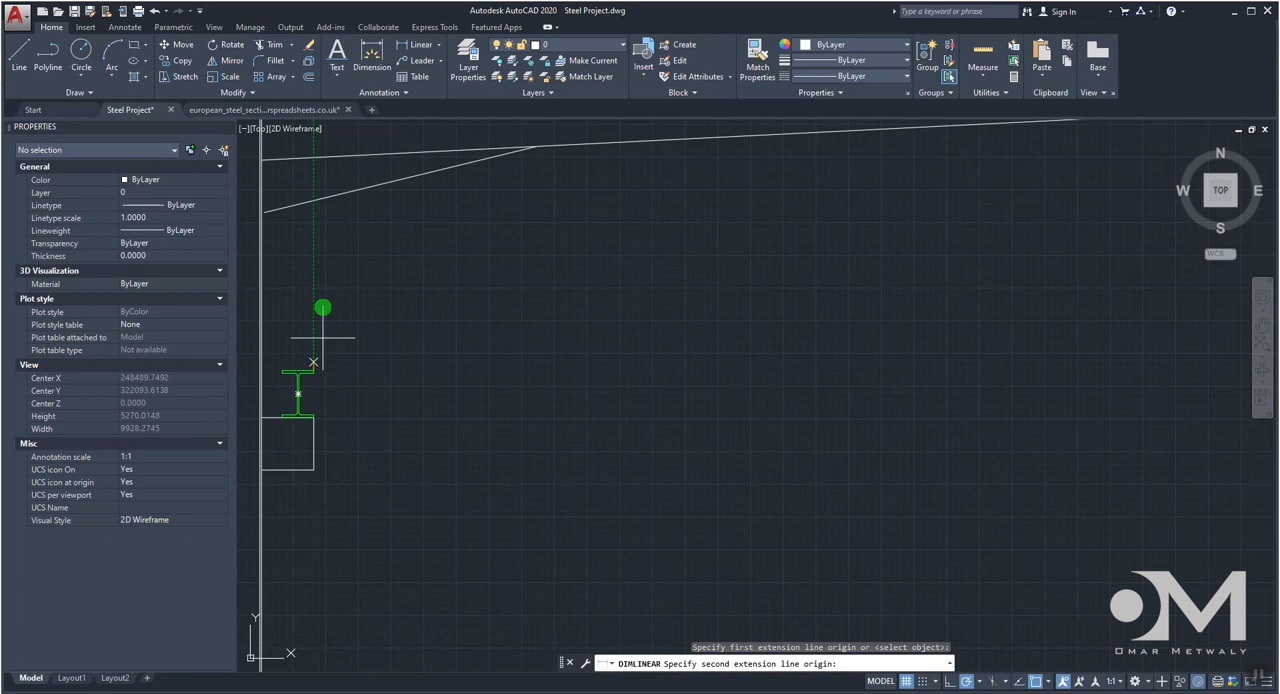 Autodesk AutoCAD 2020 Steel Project.dwg
Type a keyword or phrase
Sign In
Home Insert Annotate Parametric View Manage Output Add-ins Collaborate Express Tools Featured Apps
Line Polyline Circle Arc
Move Rotate Trim
Copy Mirror Fillet
Stretch Scale Array
Text Dimension
Linear
Leader
Table
Layer Properties
0
Make Current
Match Layer
Insert
Create
Edit
Edit Attributes
Match Properties
ByLayer
ByLayer
ByLayer
Group Measure Paste Base
Draw Modify Annotation Layers Block Properties Groups Utilities Clipboard View
Start Steel Project* european_steel_secti...rspreadsheets.co.uk*
PROPERTIES
[−][Top][2D Wireframe]
No selection
General
Color ByLayer
Layer 0
Linetype ByLayer
Linetype scale 1.0000
Lineweight ByLayer
Transparency ByLayer
Thickness 0.0000
3D Visualization
Material ByLayer
Plot style
Plot style ByColor
Plot style table None
Plot table attached to Model
Plot table type Not available
View
Center X 248489.7492
Center Y 322093.6138
Center Z 0.0000
Height 5270.0148
Width 9928.2745
Misc
Annotation scale 1:1
UCS icon On Yes
UCS icon at origin Yes
UCS per viewport Yes
UCS Name
Visual Style 2D Wireframe
N
W TOP E
S
WCS
Y
X
OM
OMAR METWALY
Specify first extension line origin or <select object>:
DIMLINEAR Specify second extension line origin:
Model Layout1 Layout2 +
MODEL 1:1